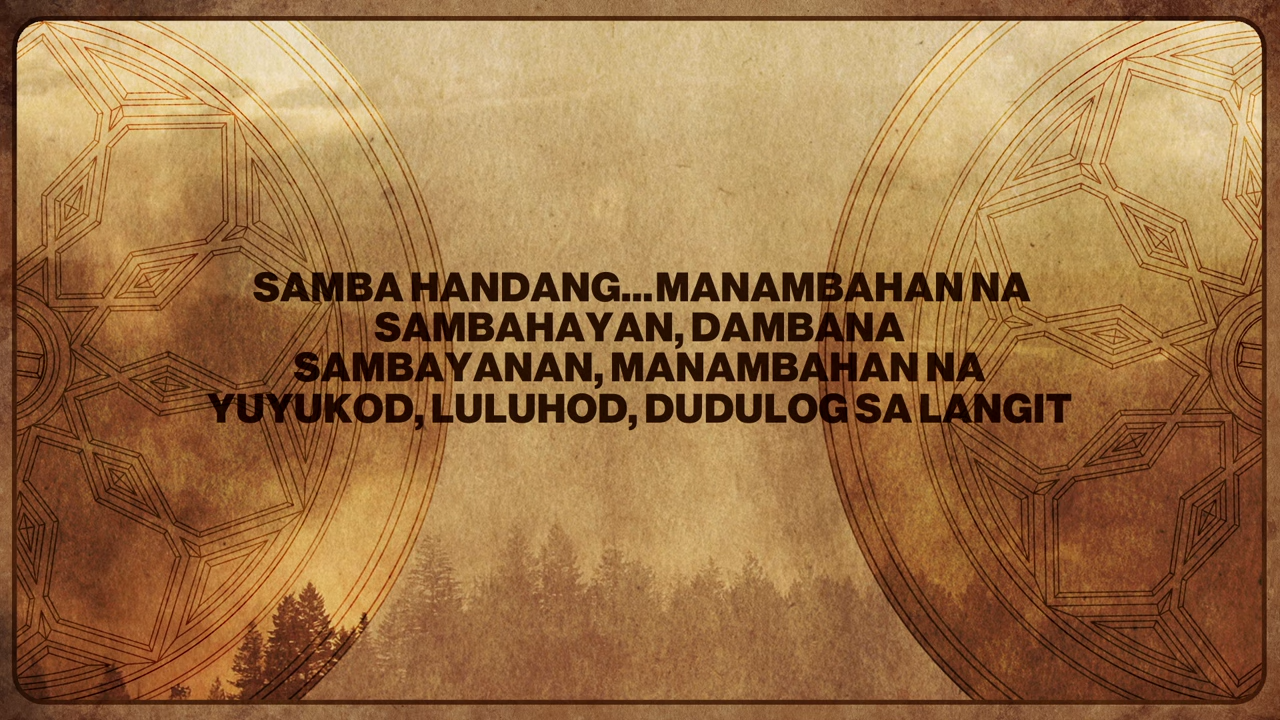 SAMBA HANDANG...MANAMBAHAN NA
SAMBAHAYAN, DAMBANA
SAMBAYANAN, MANAMBAHAN NA
YUYUKOD, LULUHOD, DUDULOG SA LANGIT